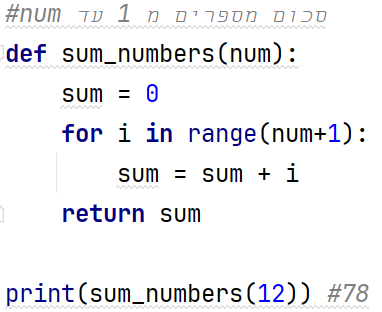 #num סכום מספרים מ 1 עד
def sum_numbers(num):
    sum = 0
    for i in range(num+1):
        sum = sum + i
    return sum
print(sum_numbers(12)) #78